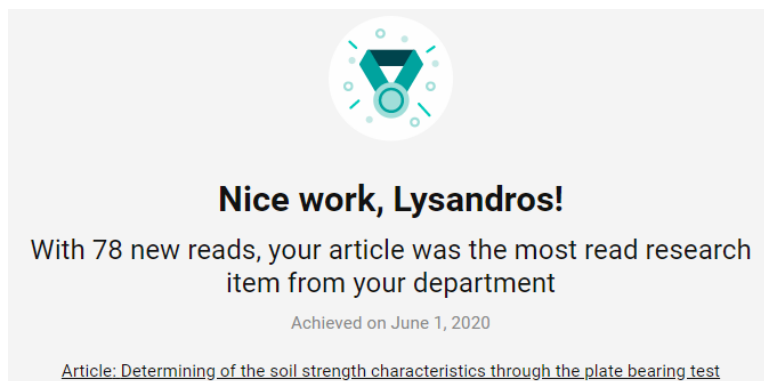 Nice work, Lysandros!
With 78 new reads, your article was the most read research
item from your department
Achieved on June 1, 2020
Article: Determining of the soil strength characteristics through the plate bearing test